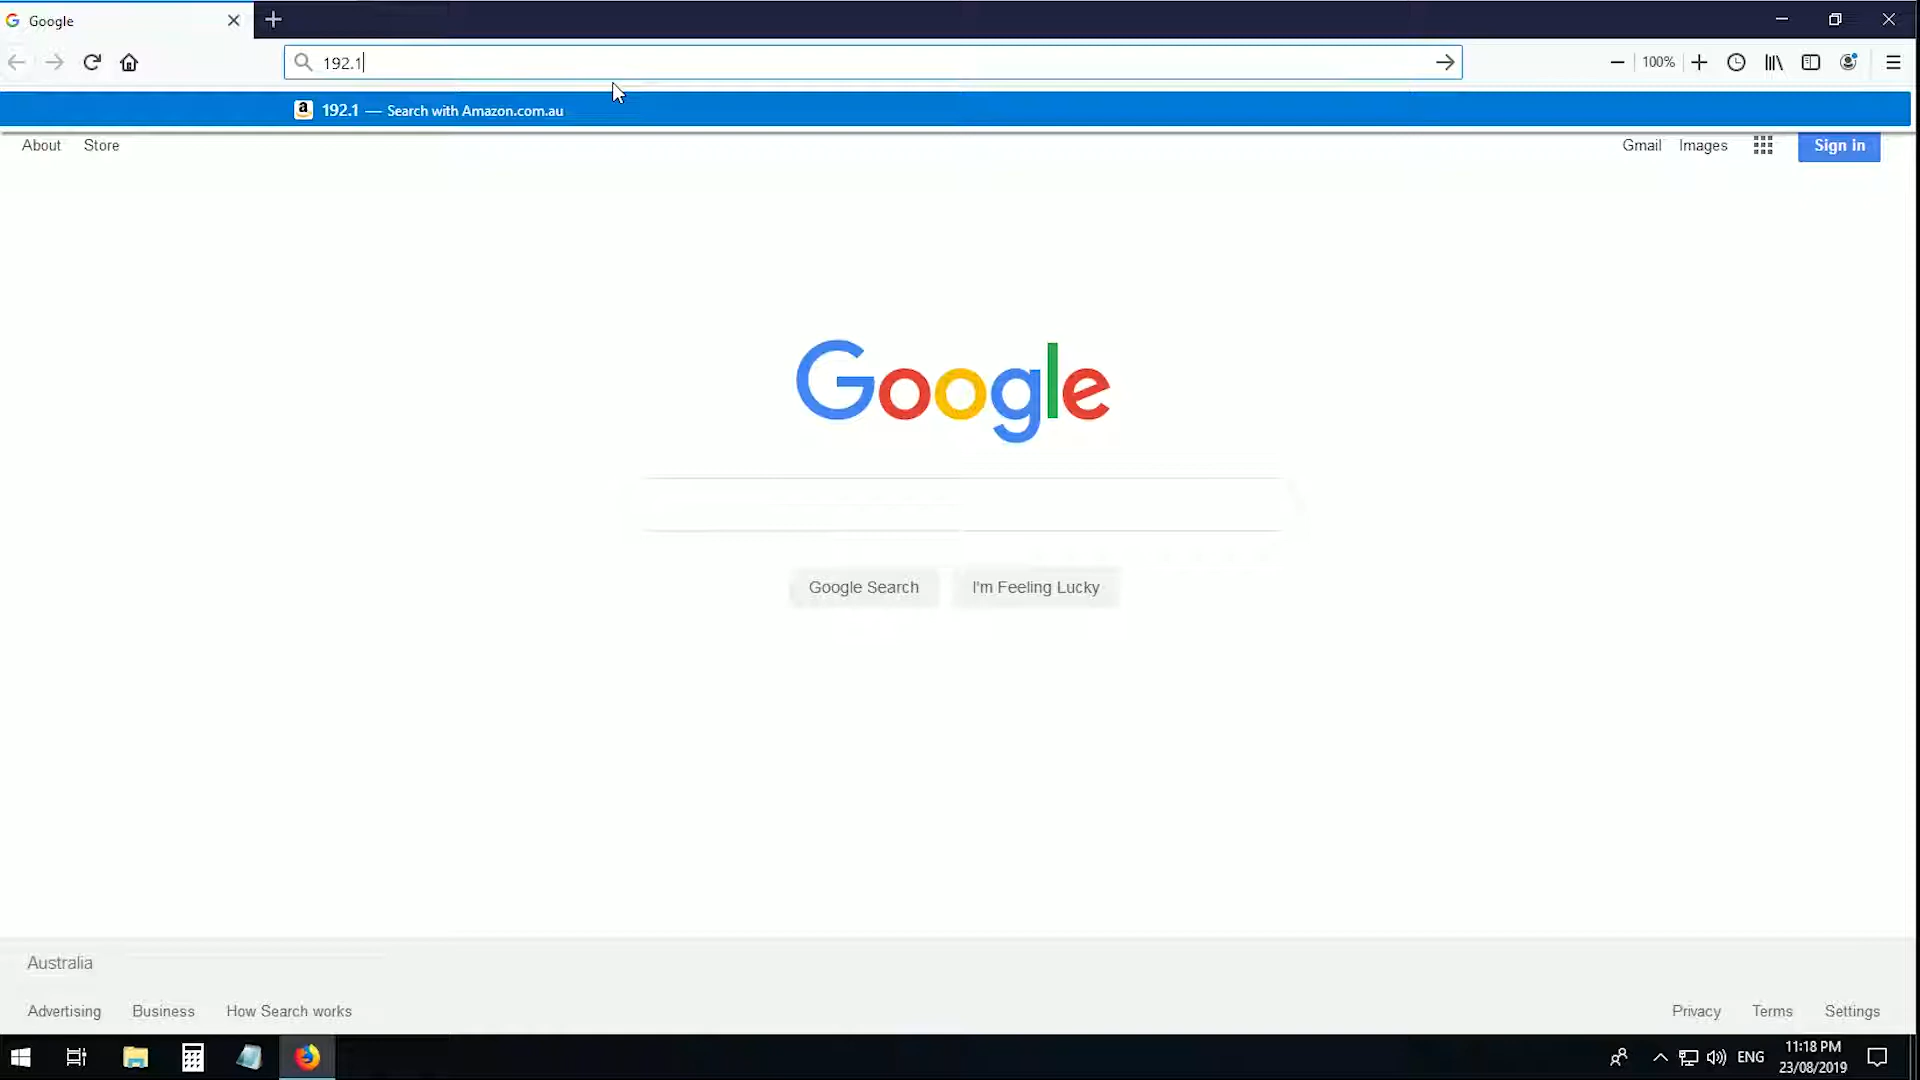 Google
192.1
100%
192.1 — Search with Amazon.com.au
About Store
Gmail Images Sign in
Google
Google Search I'm Feeling Lucky
Australia
Advertising Business How Search works
Privacy Terms Settings
ENG
11:18 PM
23/08/2019